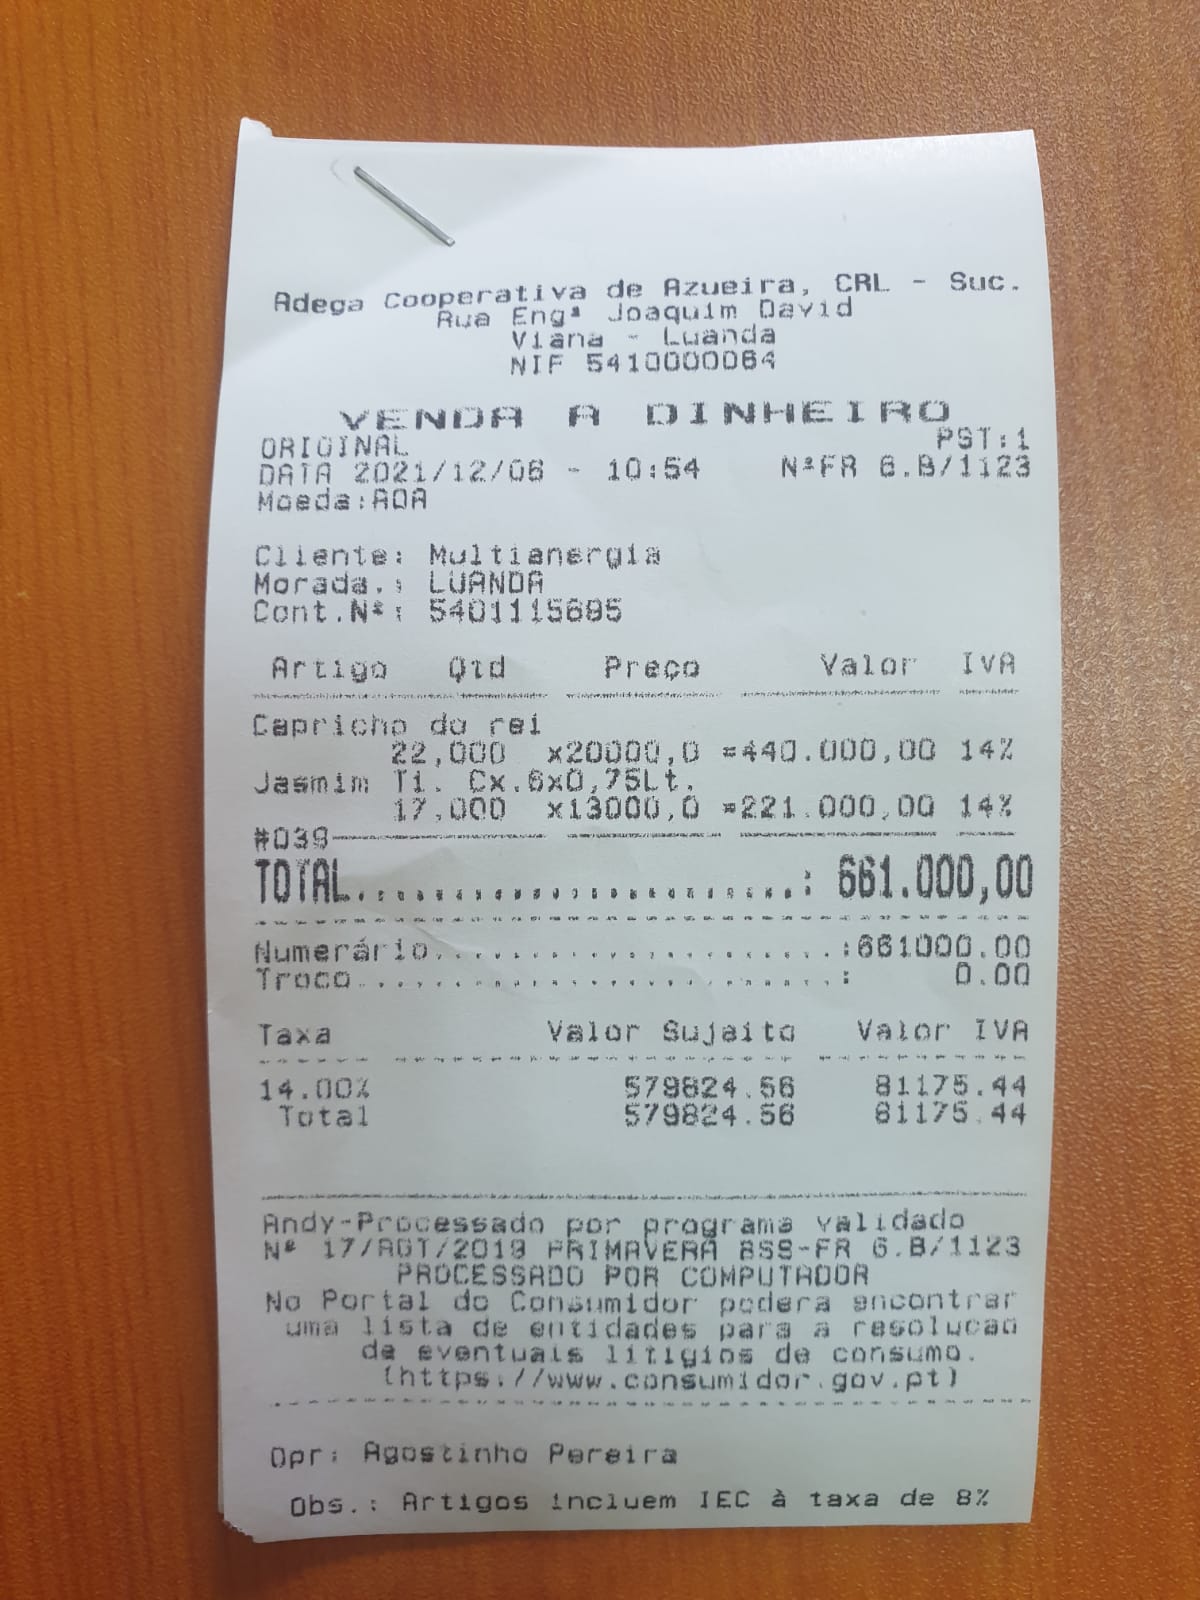 Adega Cooperativa de Azueira, CRL - Suc.
Rua Engª Joaquim David
Viana - Luanda
NIF 5410000064
VENDA A DINHEIRO
ORIGINAL PST:1
DATA 2021/12/06 - 10:54 NºFR 6.B/1123
Moeda:AOA
Cliente: Multienergia
Morada.: LUANDA
Cont.Nº: 5401115695
Artigo Qtd Preço Valor IVA
Capricho do rei
22,000 x20000,0 =440.000,00 14%
Jasmim Ti. Cx.6x0,75Lt.
17,000 x13000,0 =221.000,00 14%
#039
TOTAL........................: 661.000,00
Numerário......................:661000.00
Troco..........................: 0.00
Taxa Valor Sujeito Valor IVA
14.00% 579824.56 81175.44
Total 579824.56 81175.44
Andy-Processado por programa validado
Nº 17/AGT/2019 PRIMAVERA BSS-FR 6.B/1123
PROCESSADO POR COMPUTADOR
No Portal do Consumidor podera encontrar
uma lista de entidades para a resolucao
de eventuais litigios de consumo.
(https://www.consumidor.gov.pt)
Opr: Agostinho Pereira
Obs.: Artigos incluem IEC à taxa de 8%